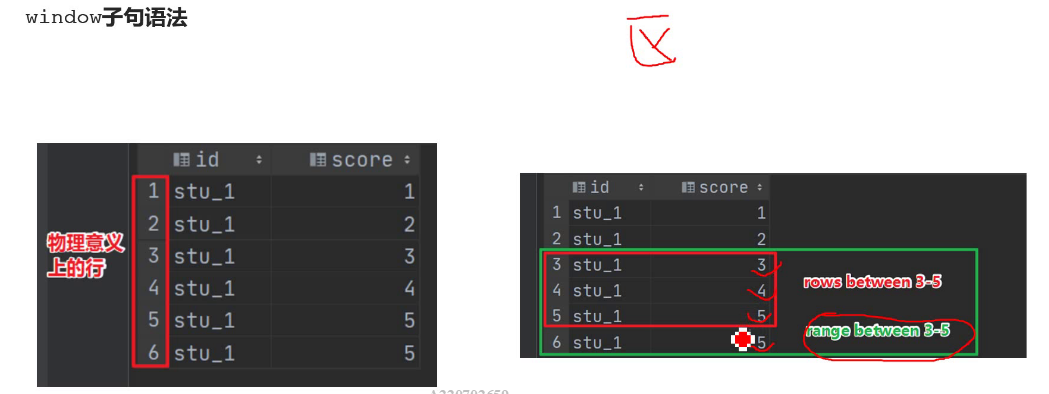 window子句语法
id score
1 stu_1 1
2 stu_1 2
3 stu_1 3
4 stu_1 4
5 stu_1 5
6 stu_1 5
物理意义
上的行
id score
1 stu_1 1
2 stu_1 2
3 stu_1 3
4 stu_1 4
5 stu_1 5
6 stu_1 5
rows between 3-5
range between 3-5